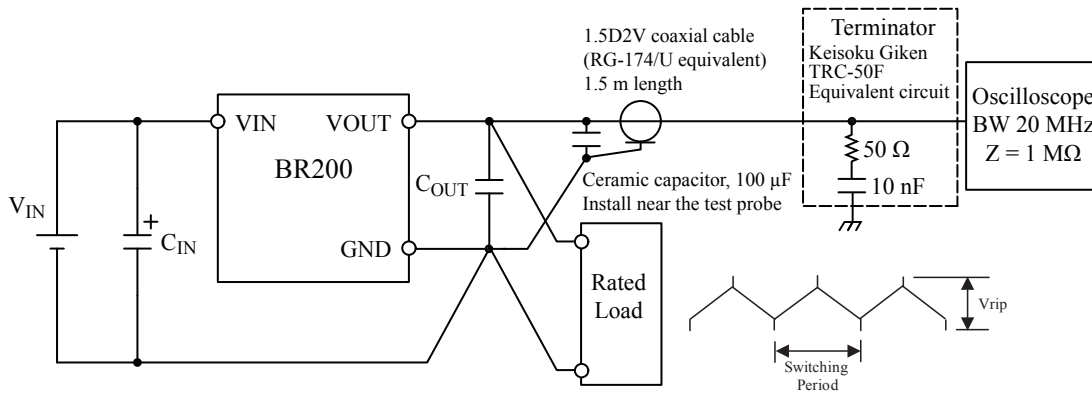 1.5D2V coaxial cable
(RG-174/U equivalent)
1.5 m length
Terminator
Keisoku Giken
TRC-50F
Equivalent circuit
Oscilloscope
BW 20 MHz
Z = 1 MΩ
VIN
VOUT
BR200
GND
VIN
+
CIN
COUT
50 Ω
10 nF
Ceramic capacitor, 100 µF
Install near the test probe
Rated
Load
Vrip
Switching
Period